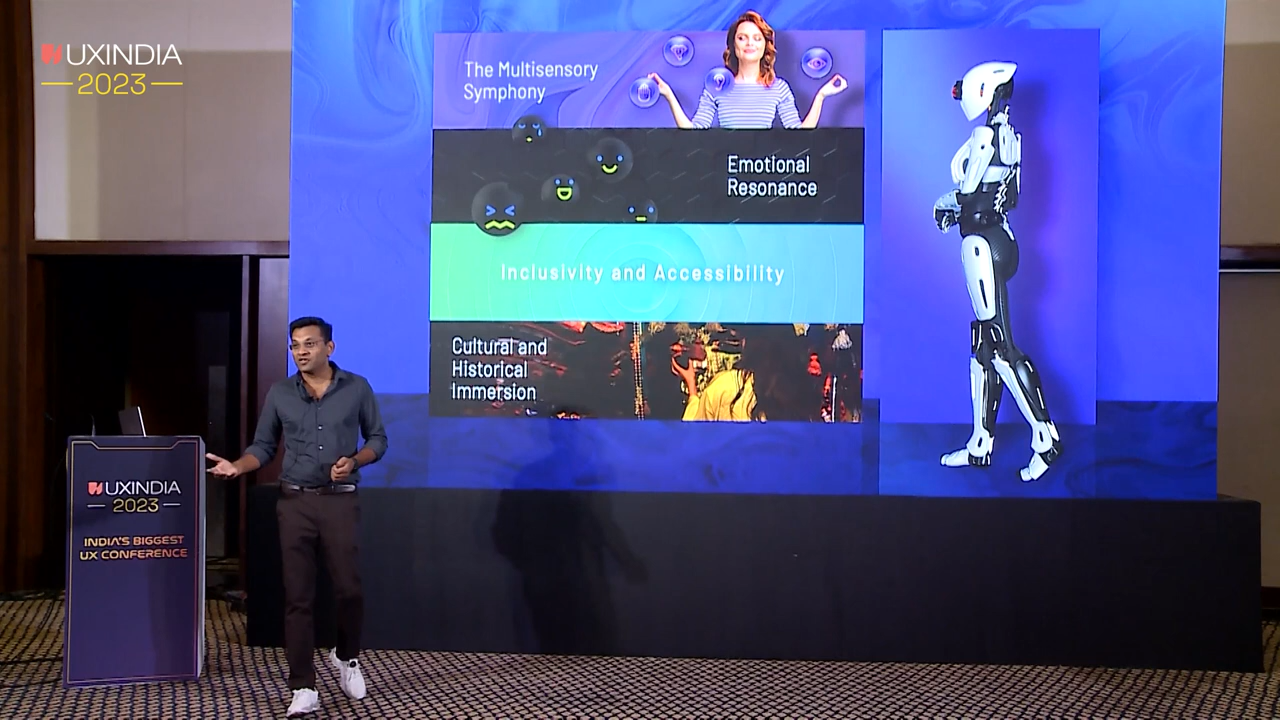 UXINDIA
2023
The Multisensory
Symphony
Emotional
Resonance
Inclusivity and Accessibility
Cultural and
Historical
Immersion
UXINDIA
2023
INDIA'S BIGGEST
UX CONFERENCE